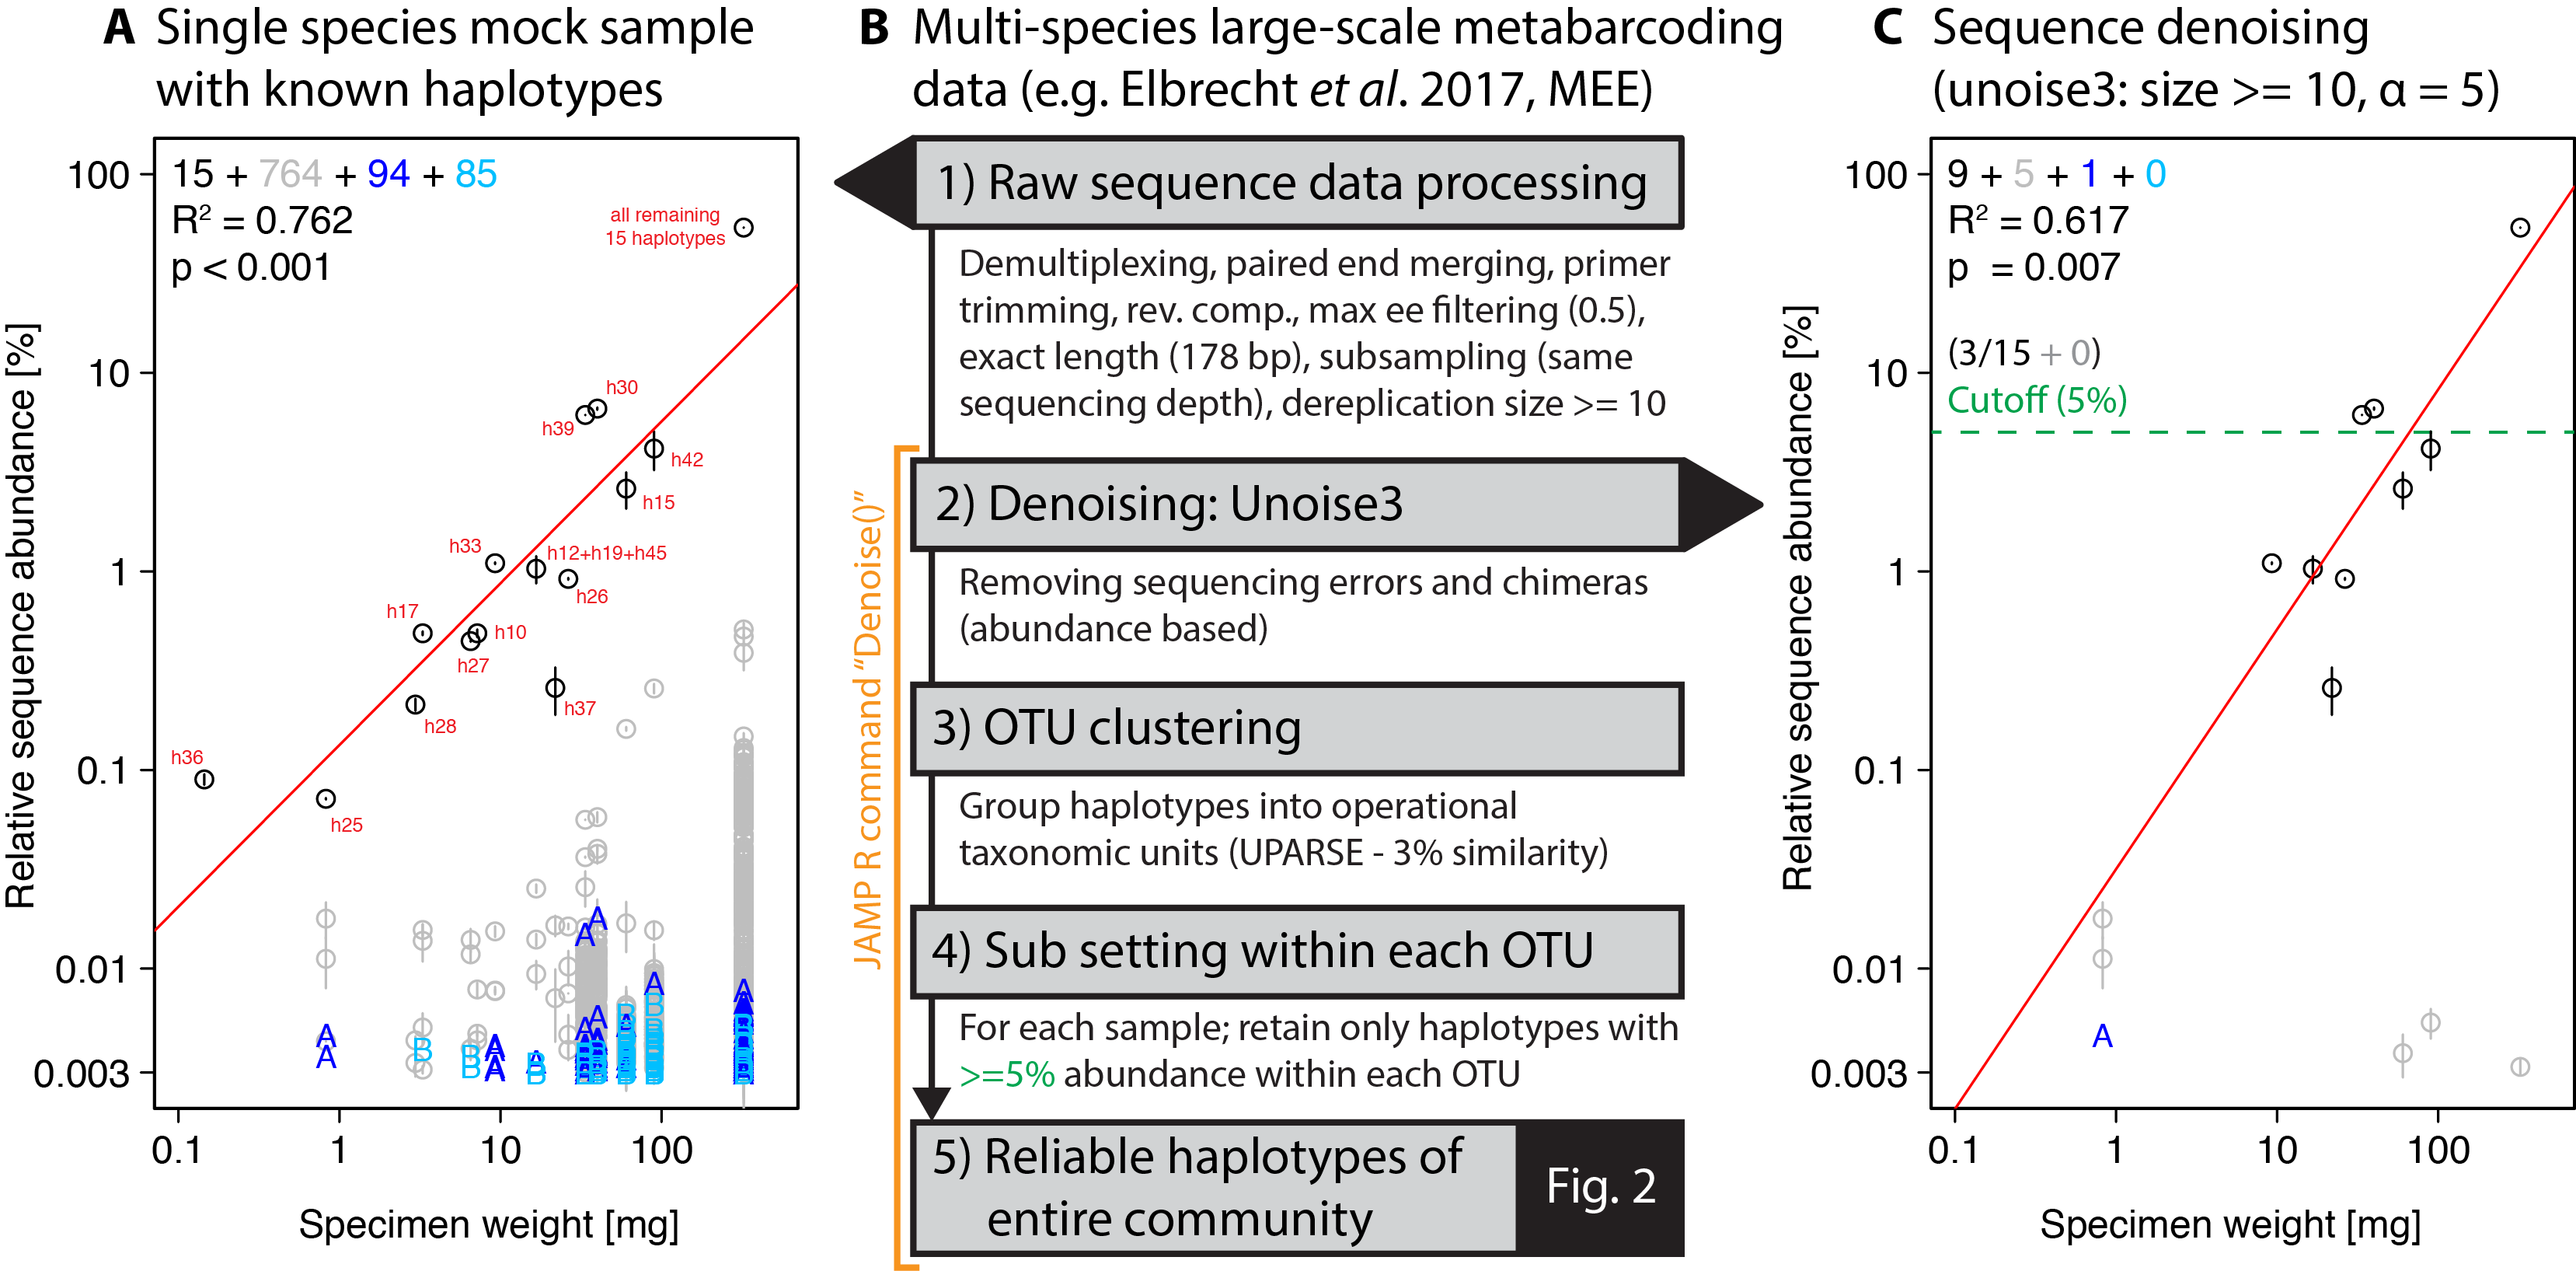 A Single species mock sample
with known haplotypes
15 + 764 + 94 + 85
R² = 0.762
p < 0.001
all remaining
15 haplotypes
h30
h39
h42
h15
h33
h12+h19+h45
h26
h17
h10
h27
h37
h28
h36
h25
A
A
A
A
A
A
A
A
A
A
A
B
B
B
B
B
B
100
10
1
0.1
0.01
0.003
Relative sequence abundance [%]
0.1
1
10
100
Specimen weight [mg]
B Multi-species large-scale metabarcoding
data (e.g. Elbrecht et al. 2017, MEE)
1) Raw sequence data processing
Demultiplexing, paired end merging, primer
trimming, rev. comp., max ee filtering (0.5),
exact length (178 bp), subsampling (same
sequencing depth), dereplication size >= 10
JAMP R command “Denoise()”
2) Denoising: Unoise3
Removing sequencing errors and chimeras
(abundance based)
3) OTU clustering
Group haplotypes into operational
taxonomic units (UPARSE - 3% similarity)
4) Sub setting within each OTU
For each sample; retain only haplotypes with
>=5% abundance within each OTU
5) Reliable haplotypes of
entire community
Fig. 2
C Sequence denoising
(unoise3: size >= 10, α = 5)
9 + 5 + 1 + 0
R² = 0.617
p = 0.007
(3/15 + 0)
Cutoff (5%)
A
100
10
1
0.1
0.01
0.003
Relative sequence abundance [%]
0.1
1
10
100
Specimen weight [mg]